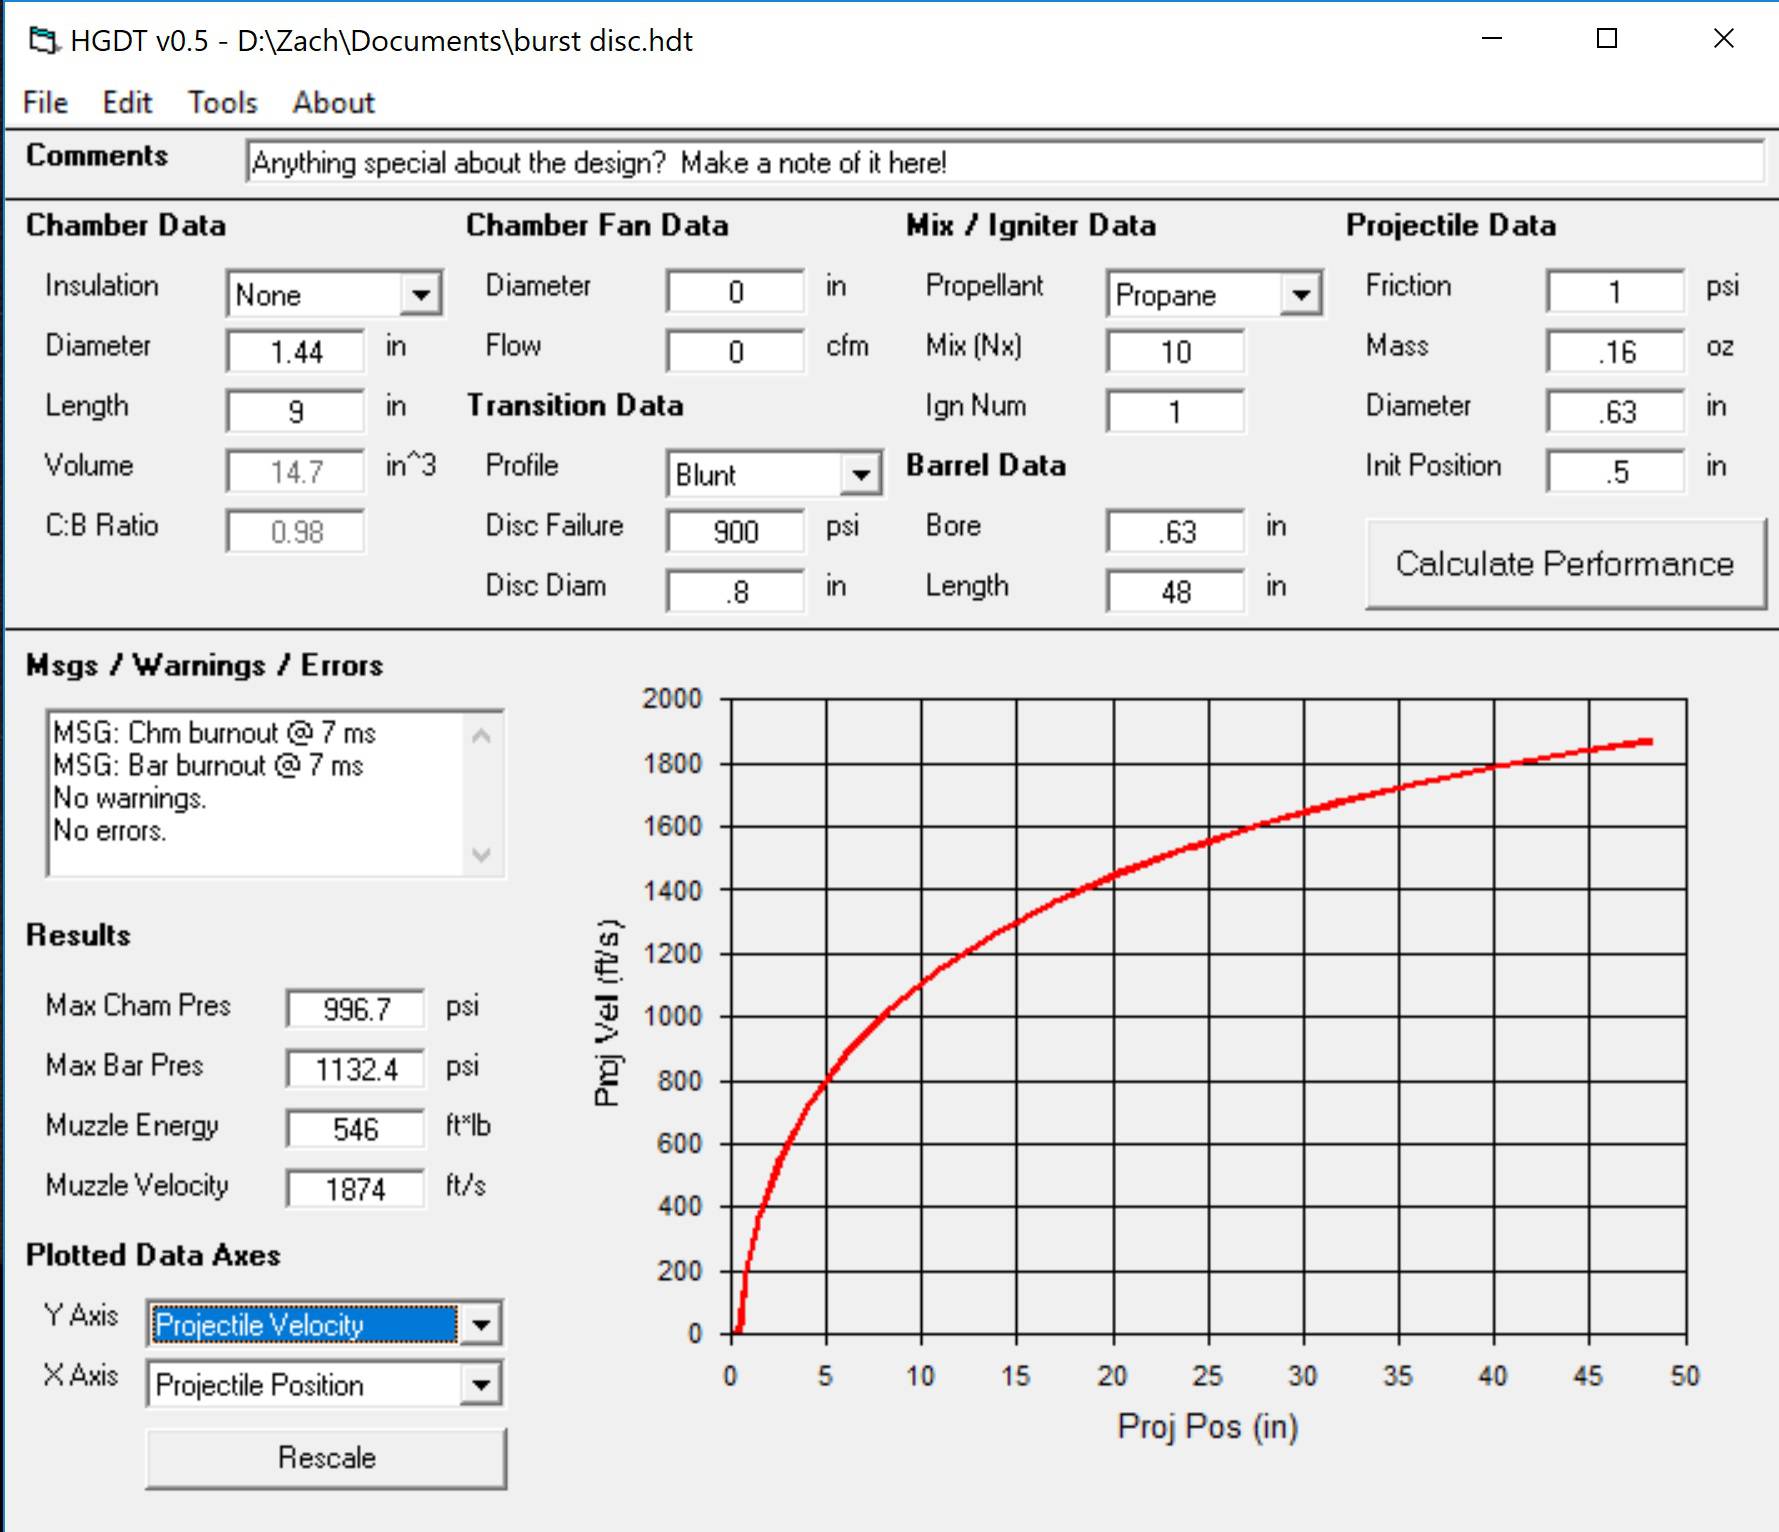 HGDT v0.5 - D:\Zach\Documents\burst disc.hdt
File Edit Tools About
Comments Anything special about the design?  Make a note of it here!
Chamber Data
Insulation None
Diameter 1.44 in
Length 9 in
Volume 14.7 in^3
C:B Ratio 0.98
Chamber Fan Data
Diameter 0 in
Flow 0 cfm
Transition Data
Profile Blunt
Disc Failure 900 psi
Disc Diam .8 in
Mix / Igniter Data
Propellant Propane
Mix (Nx) 10
Ign Num 1
Barrel Data
Bore .63 in
Length 48 in
Projectile Data
Friction 1 psi
Mass .16 oz
Diameter .63 in
Init Position .5 in
Calculate Performance
Msgs / Warnings / Errors
MSG: Chm burnout @ 7 ms
MSG: Bar burnout @ 7 ms
No warnings.
No errors.
Results
Max Cham Pres 996.7 psi
Max Bar Pres 1132.4 psi
Muzzle Energy 546 ft*lb
Muzzle Velocity 1874 ft/s
Plotted Data Axes
Y Axis Projectile Velocity
X Axis Projectile Position
Rescale
Proj Vel (ft/s)
2000
1800
1600
1400
1200
1000
800
600
400
200
0
0 5 10 15 20 25 30 35 40 45 50
Proj Pos (in)